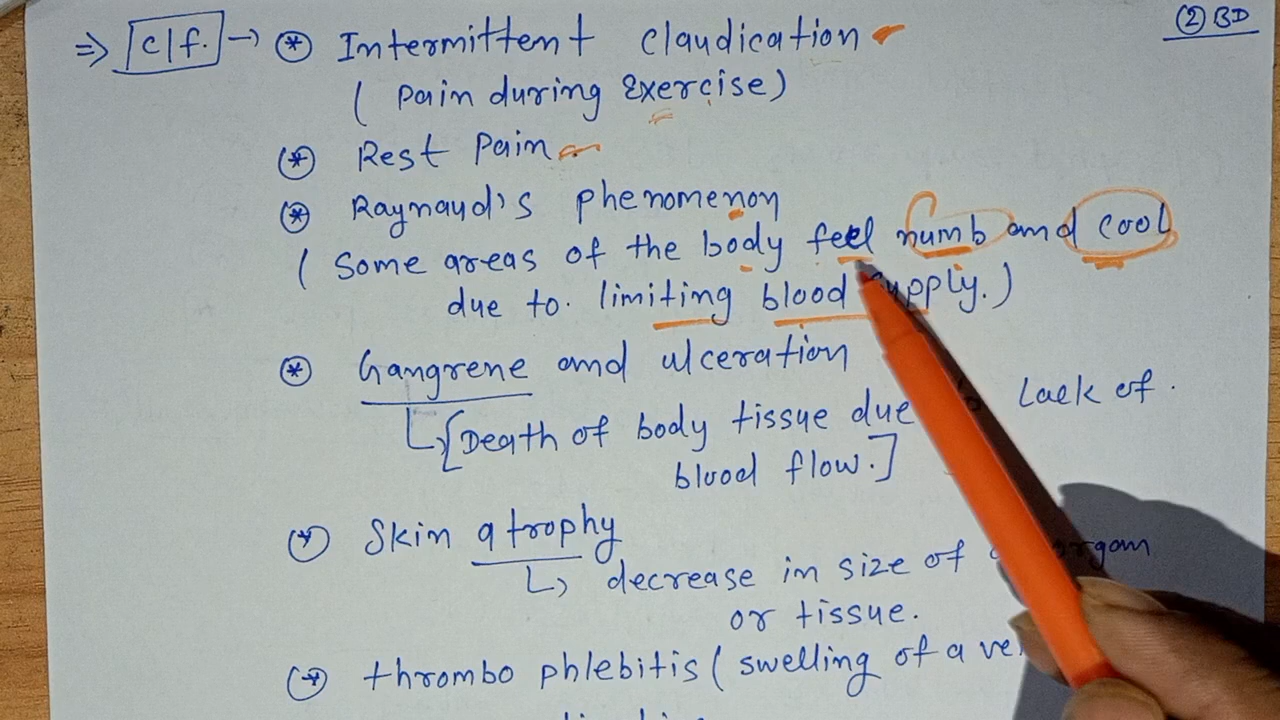 ② BD
⇒ C/f. → * Intermittent claudication
( Pain during Exercise)
* Rest Pain
* Raynaud's phenomenon
( Some areas of the body feel numb and cool
due to. limiting blood supply.)
* Gangrene and ulceration
↳ [Death of body tissue due to Lack of.
blood flow.]
* Skin atrophy
↳ decrease in size of organ
or tissue.
* thrombo phlebitis ( swelling of a